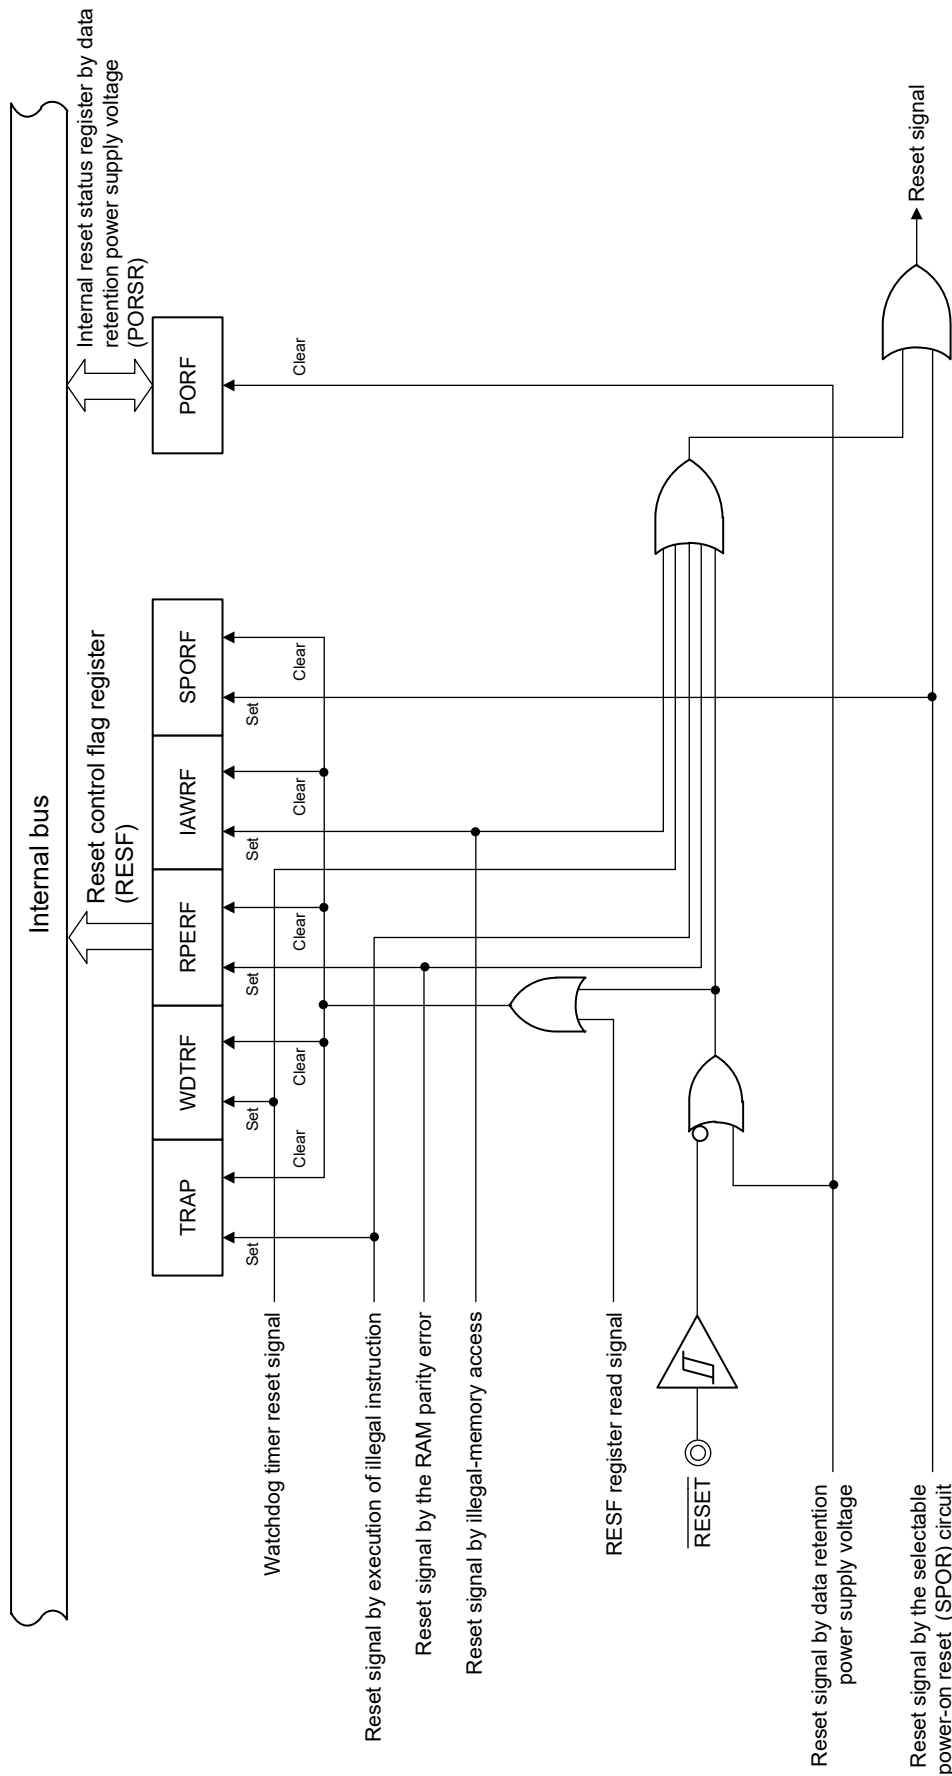 Internal bus
Reset control flag register
(RESF)
Internal reset status register by data
retention power supply voltage
(PORSR)
TRAP
WDTRF
RPERF
IAWRF
SPORF
PORF
Set
Clear
Set
Clear
Set
Clear
Set
Clear
Set
Clear
Clear
Watchdog timer reset signal
Reset signal by execution of illegal instruction
Reset signal by the RAM parity error
Reset signal by illegal-memory access
RESF register read signal
RESET
Reset signal by data retention
power supply voltage
Reset signal by the selectable
power-on reset (SPOR) circuit
Reset signal